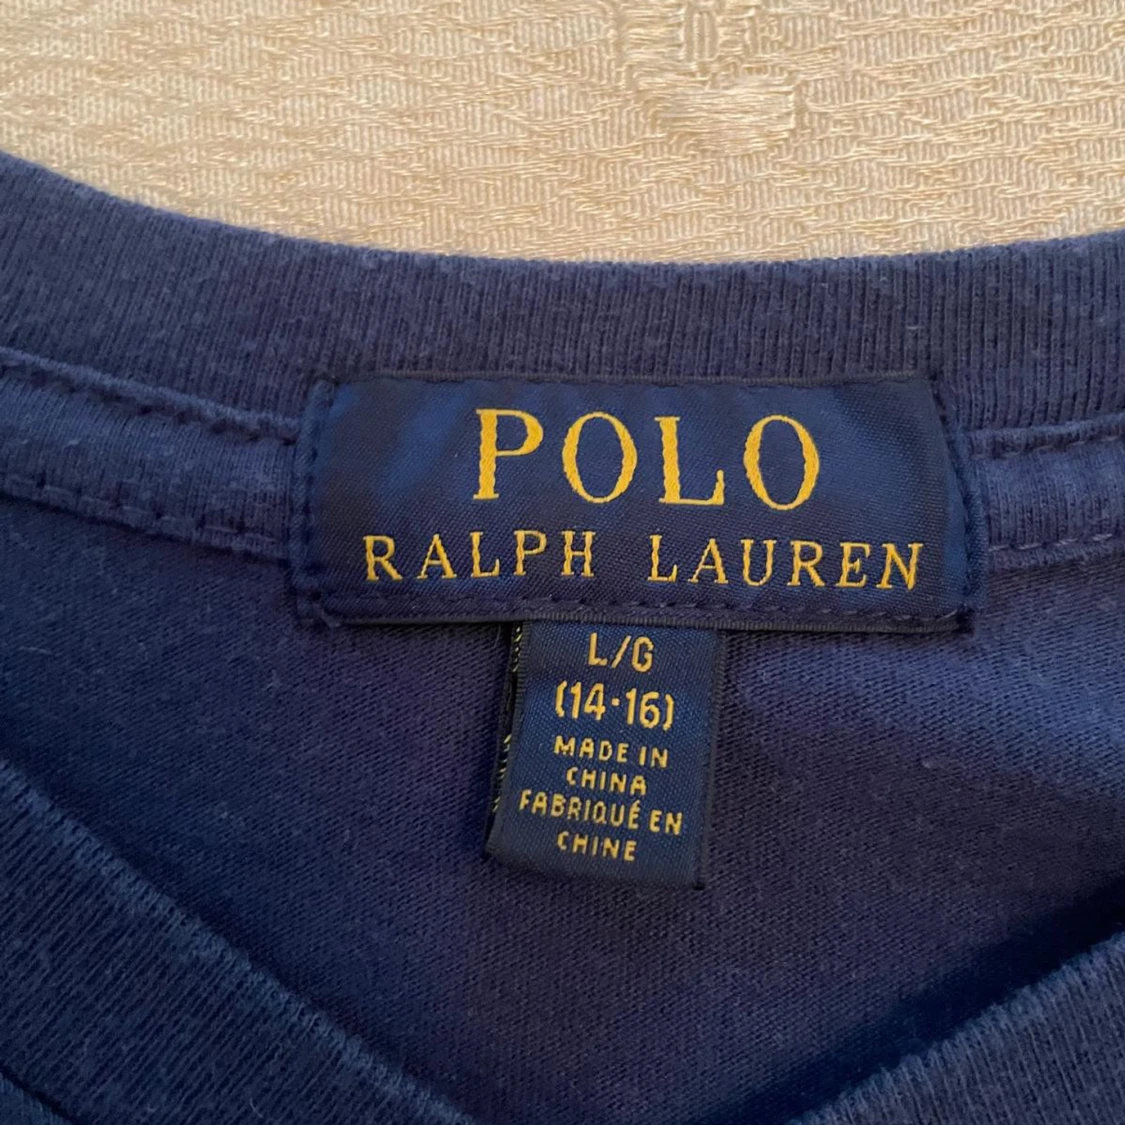 POLO
RALPH LAUREN
L/G
(14·16)
MADE IN
CHINA
FABRIQUÉ EN
CHINE